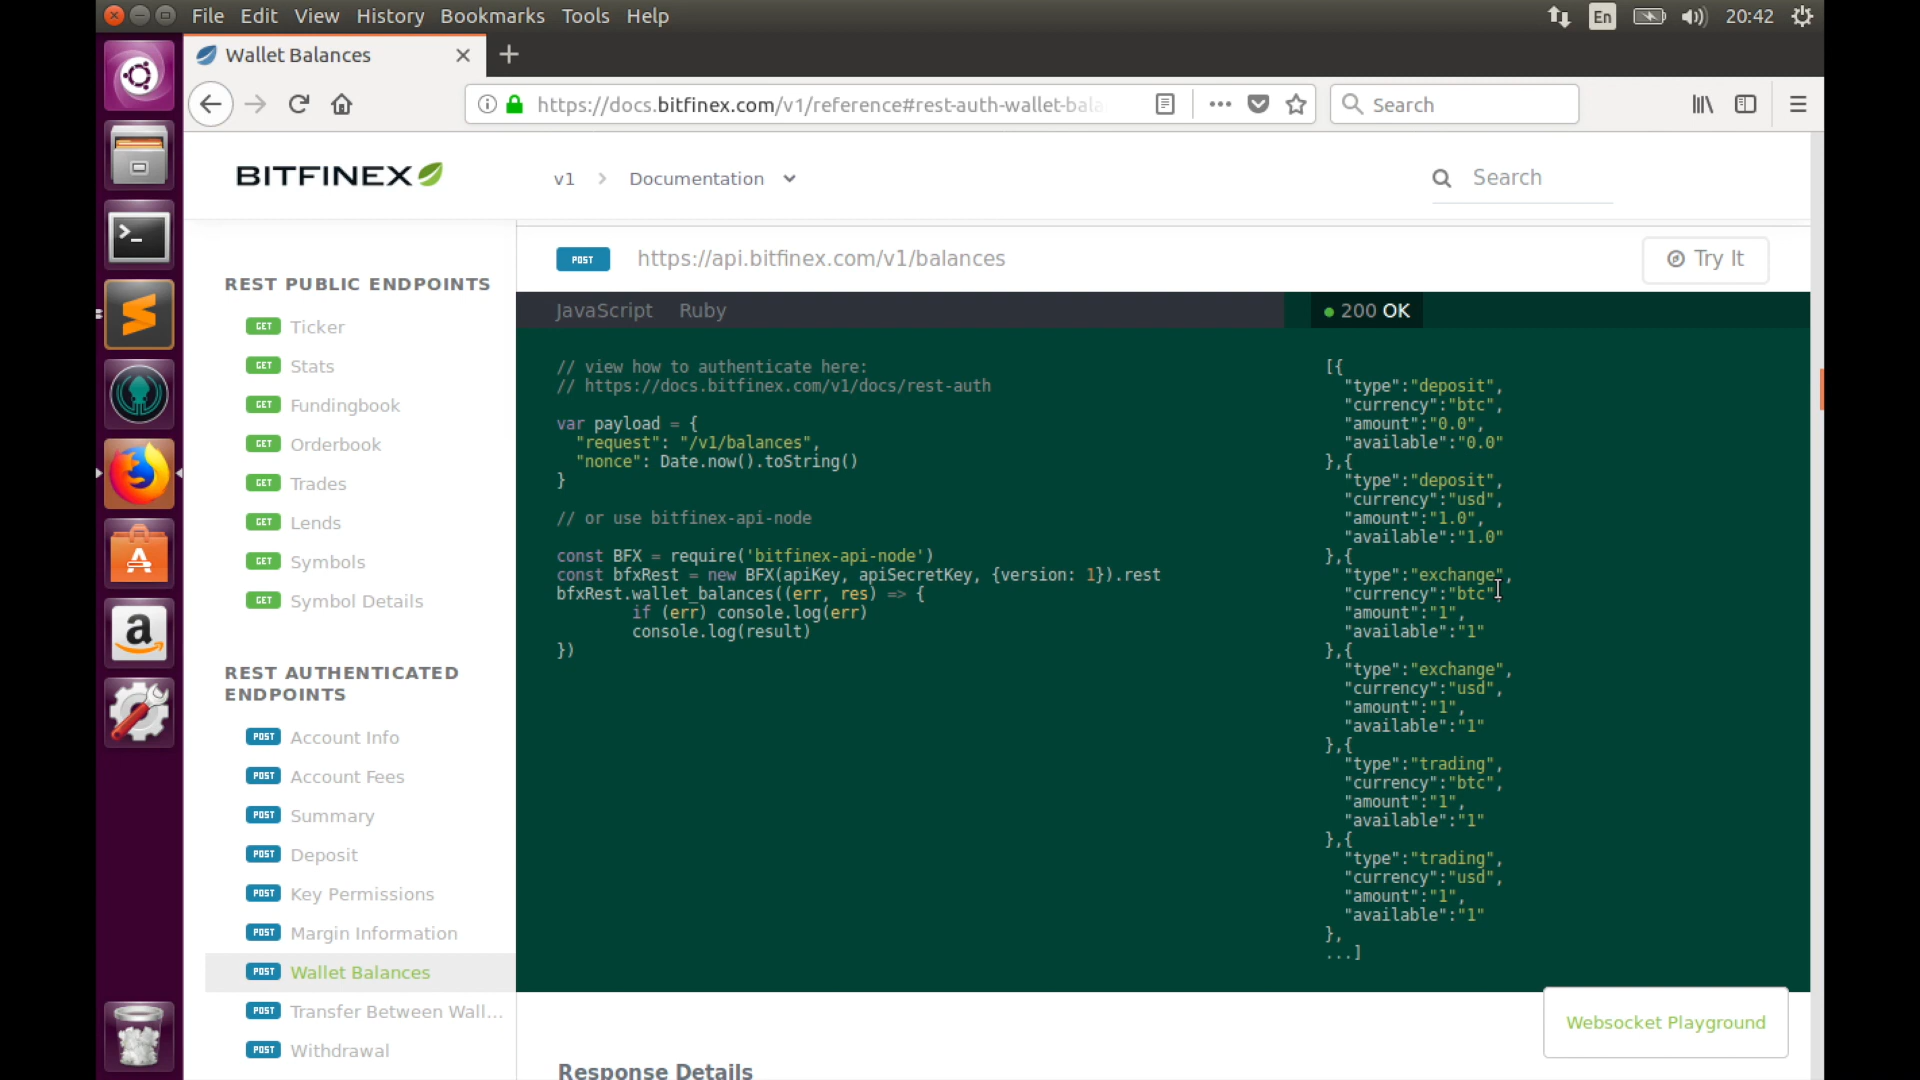 File Edit View History Bookmarks Tools Help
En
20:42
Wallet Balances
https://docs.bitfinex.com/v1/reference#rest-auth-wallet-bala
Search
BITFINEX
v1 > Documentation
Search
REST PUBLIC ENDPOINTS
GET Ticker
GET Stats
GET Fundingbook
GET Orderbook
GET Trades
GET Lends
GET Symbols
GET Symbol Details
REST AUTHENTICATED
ENDPOINTS
POST Account Info
POST Account Fees
POST Summary
POST Deposit
POST Key Permissions
POST Margin Information
POST Wallet Balances
POST Transfer Between Wall...
POST Withdrawal
POST https://api.bitfinex.com/v1/balances
Try It
JavaScript Ruby
// view how to authenticate here:
// https://docs.bitfinex.com/v1/docs/rest-auth
var payload = {
"request": "/v1/balances",
"nonce": Date.now().toString()
}
// or use bitfinex-api-node
const BFX = require('bitfinex-api-node')
const bfxRest = new BFX(apiKey, apiSecretKey, {version: 1}).rest
bfxRest.wallet_balances((err, res) => {
if (err) console.log(err)
console.log(result)
})
200 OK
[{
"type":"deposit",
"currency":"btc",
"amount":"0.0",
"available":"0.0"
},{
"type":"deposit",
"currency":"usd",
"amount":"1.0",
"available":"1.0"
},{
"type":"exchange",
"currency":"btc",
"amount":"1",
"available":"1"
},{
"type":"exchange",
"currency":"usd",
"amount":"1",
"available":"1"
},{
"type":"trading",
"currency":"btc",
"amount":"1",
"available":"1"
},{
"type":"trading",
"currency":"usd",
"amount":"1",
"available":"1"
},
...]
Websocket Playground
Response Details